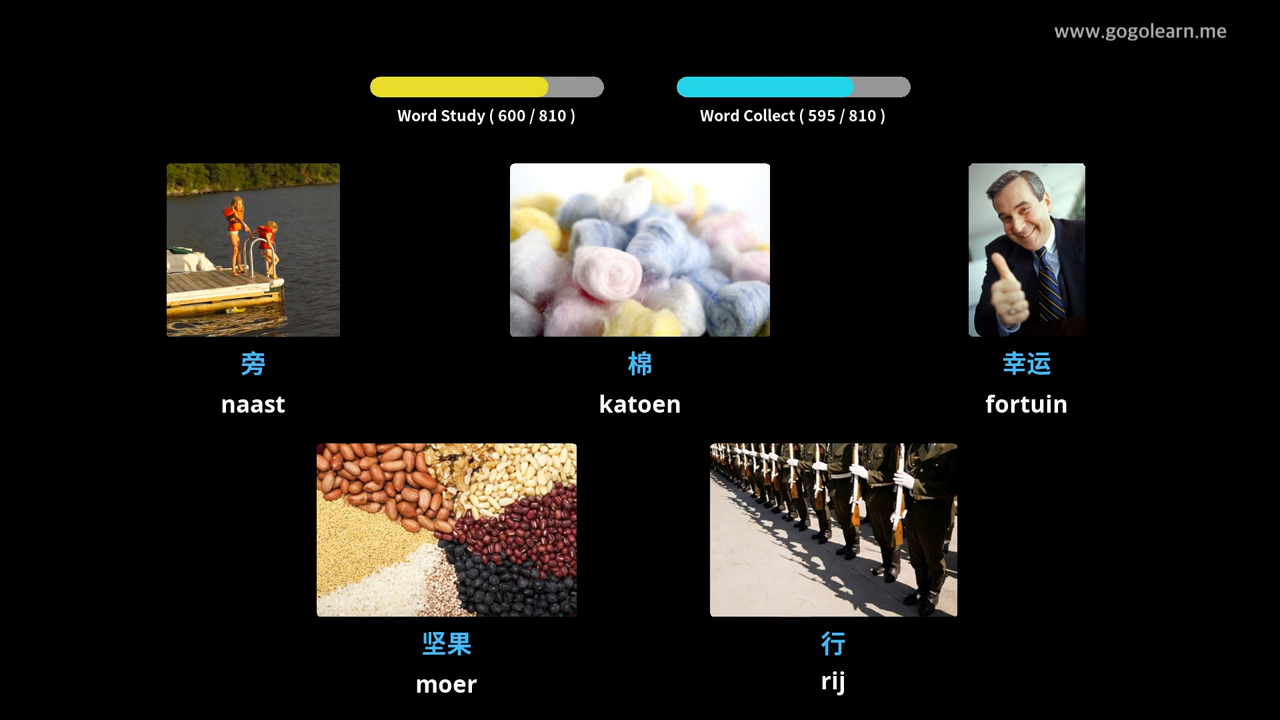 www.gogolearn.me
Word Study ( 600 / 810 )
Word Collect ( 595 / 810 )
旁
棉
幸运
naast
katoen
fortuin
坚果
行
moer
rij